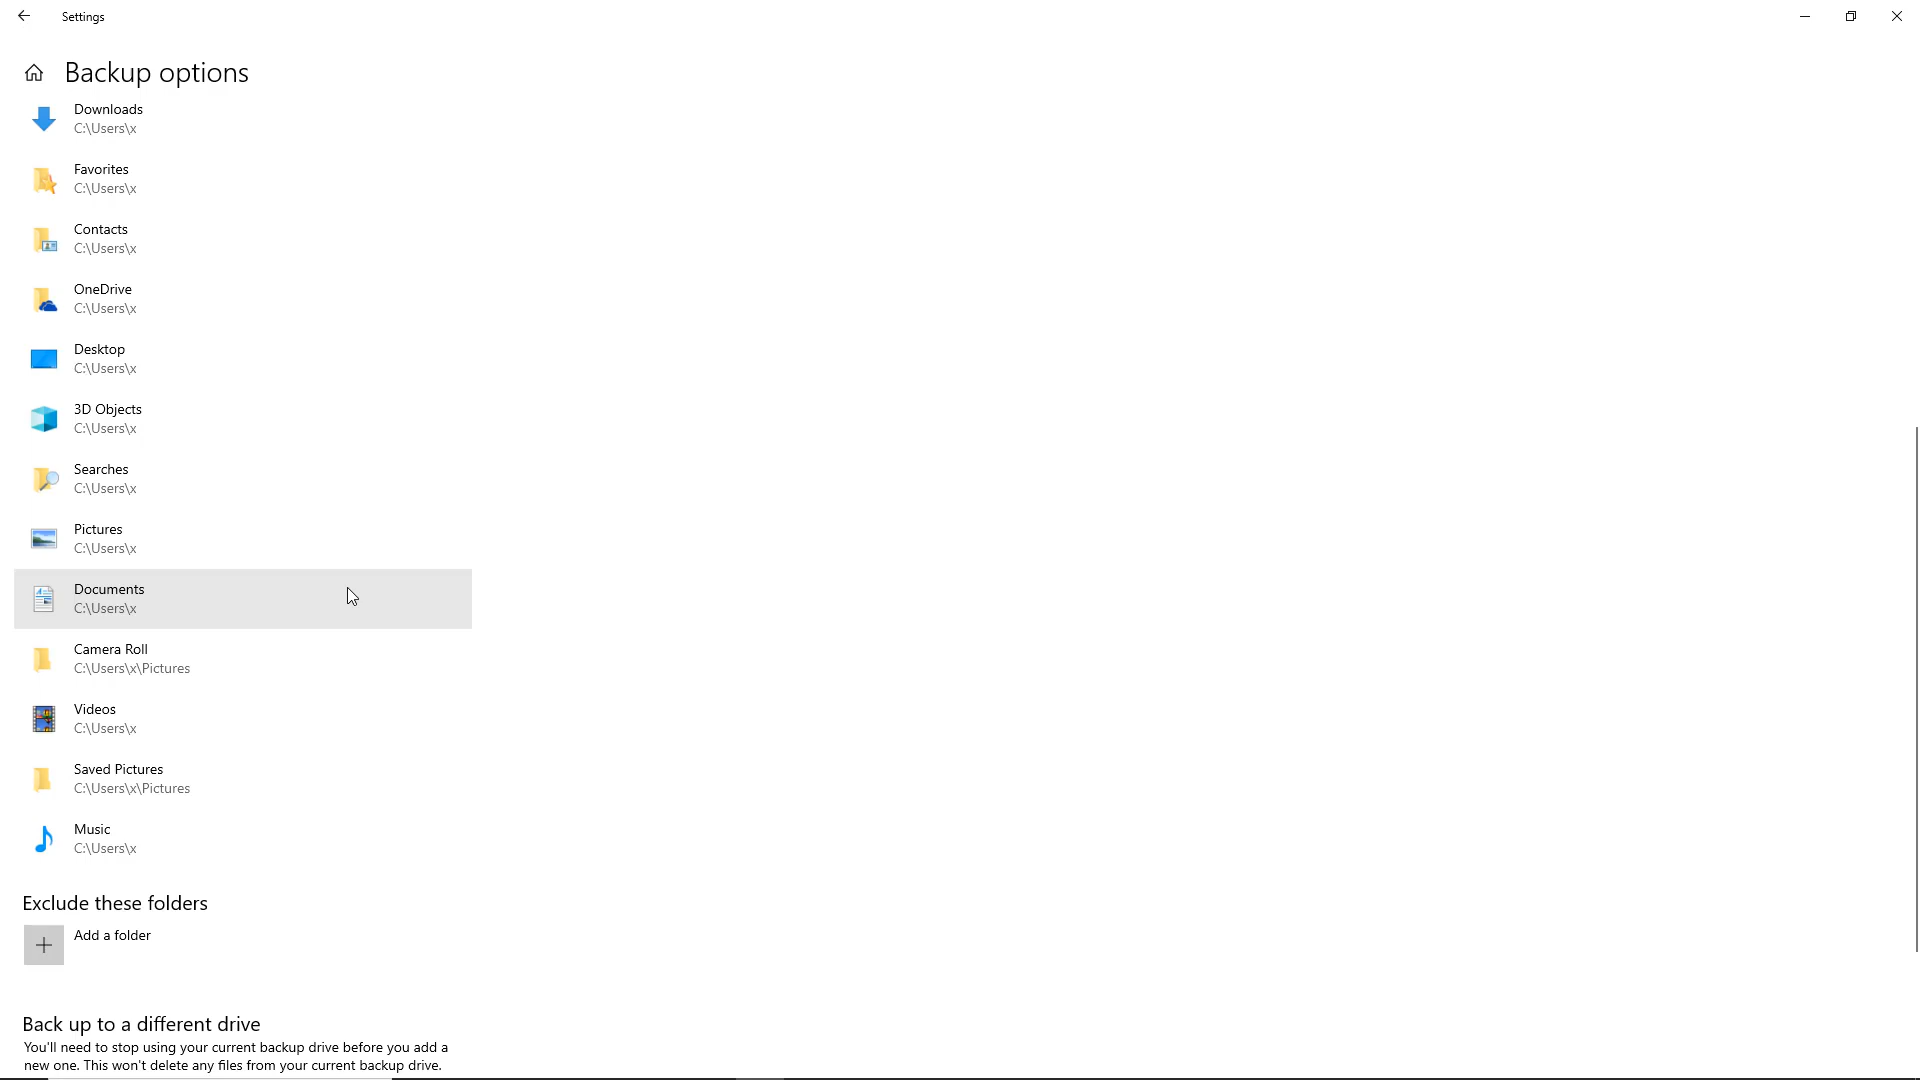 Settings
Backup options
Downloads
C:\Users\x
Favorites
C:\Users\x
Contacts
C:\Users\x
OneDrive
C:\Users\x
Desktop
C:\Users\x
3D Objects
C:\Users\x
Searches
C:\Users\x
Pictures
C:\Users\x
Documents
C:\Users\x
Camera Roll
C:\Users\x\Pictures
Videos
C:\Users\x
Saved Pictures
C:\Users\x\Pictures
Music
C:\Users\x
Exclude these folders
Add a folder
Back up to a different drive
You'll need to stop using your current backup drive before you add a
new one. This won't delete any files from your current backup drive.